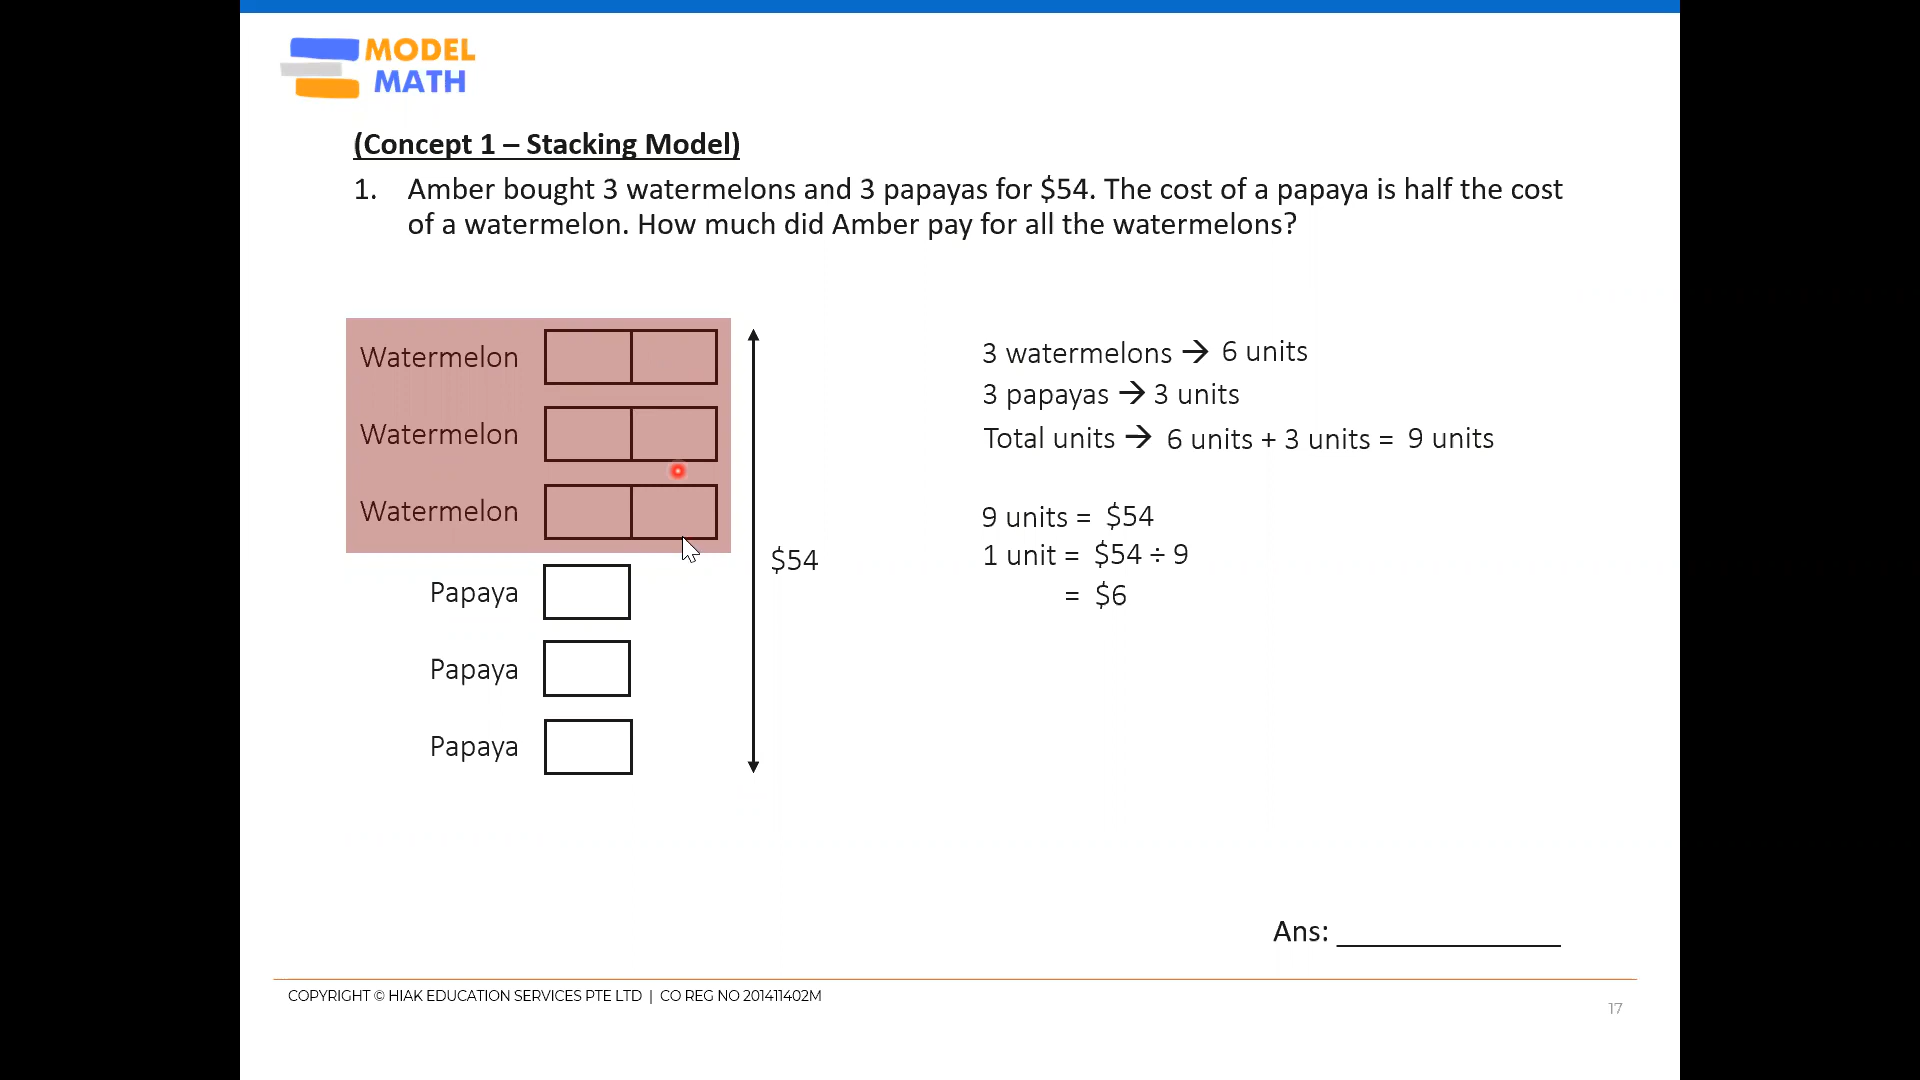 MODEL
MATH
(Concept 1 – Stacking Model)
1. Amber bought 3 watermelons and 3 papayas for $54. The cost of a papaya is half the cost
of a watermelon. How much did Amber pay for all the watermelons?
Watermelon
Watermelon
Watermelon
Papaya
Papaya
Papaya
$54
3 watermelons → 6 units
3 papayas → 3 units
Total units → 6 units + 3 units = 9 units
9 units = $54
1 unit = $54 ÷ 9
= $6
Ans: ______________
COPYRIGHT © HIAK EDUCATION SERVICES PTE LTD | CO REG NO 201411402M
17